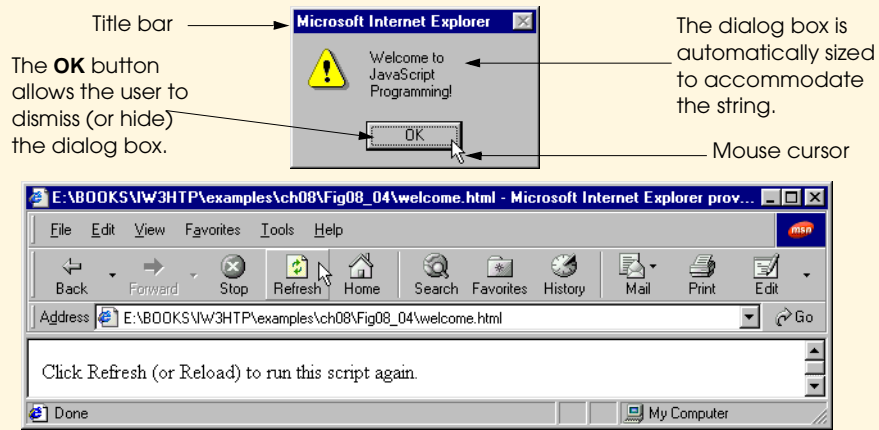 Title bar
Microsoft Internet Explorer
The dialog box is
automatically sized
to accommodate
the string.
The OK button
allows the user to
dismiss (or hide)
the dialog box.
Welcome to
JavaScript
Programming!
OK
Mouse cursor
E:\BOOKS\IW3HTP\examples\ch08\Fig08_04\welcome.html - Microsoft Internet Explorer prov...
File Edit View Favorites Tools Help
msn
Back Forward Stop Refresh Home Search Favorites History Mail Print Edit
Address E:\BOOKS\IW3HTP\examples\ch08\Fig08_04\welcome.html Go
Click Refresh (or Reload) to run this script again.
Done My Computer